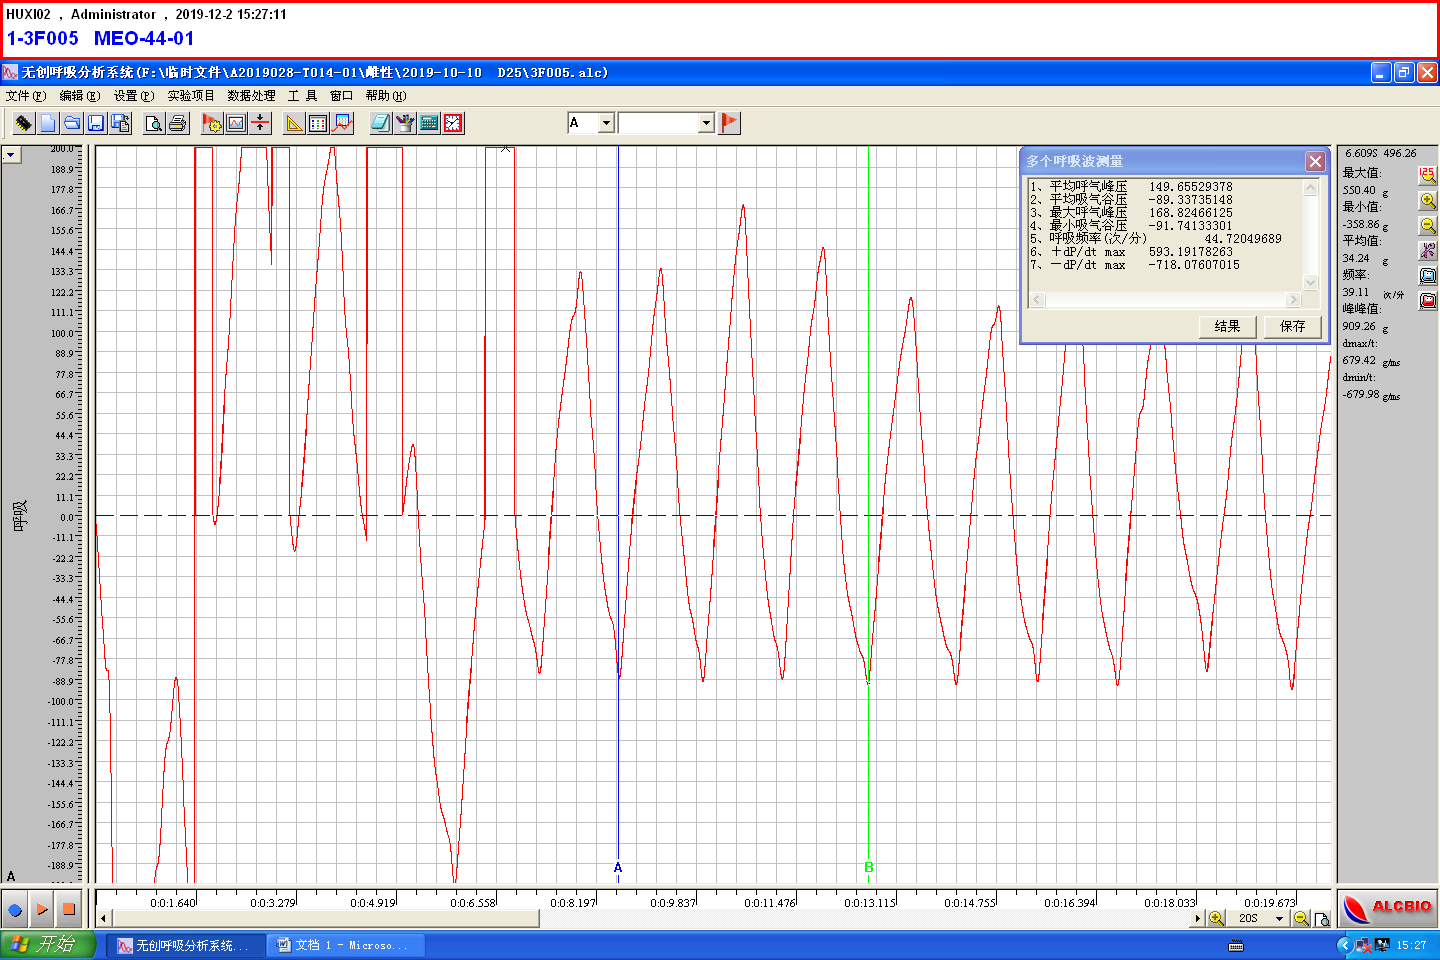 HUXI02 , Administrator , 2019-12-2 15:27:11
1-3F005 MEO-44-01
无创呼吸分析系统(F:\临时文件\A2019028-T014-01\雌性\2019-10-10 D25\3F005.alc)
文件(F) 编辑(E) 设置(P) 实验项目 数据处理 工 具 窗口 帮助(H)
A
200.0
188.9
177.8
166.7
155.6
144.4
133.3
122.2
111.1
100.0
88.9
77.8
66.7
55.6
44.4
33.3
22.2
11.1
0.0
-11.1
-22.2
-33.3
-44.4
-55.6
-66.7
-77.8
-88.9
-100.0
-111.1
-122.2
-133.3
-144.4
-155.6
-166.7
-177.8
-188.9
呼吸
A
A
B
多个呼吸波测量
1、平均呼气峰压 149.65529378
2、平均吸气谷压 -89.33735148
3、最大呼气峰压 168.82466125
4、最小吸气谷压 -91.74133301
5、呼吸频率(次/分) 44.72049689
6、＋dP/dt max 593.19178263
7、－dP/dt max -718.07607015
结果 保存
6.609S 496.26
最大值:
550.40 g
最小值:
-358.86 g
平均值:
34.24 g
频率:
39.11 次/分
峰峰值:
909.26 g
dmax/t:
679.42 g/ms
dmin/t:
-679.98 g/ms
125
0:0:1.640 0:0:3.279 0:0:4.919 0:0:6.558 0:0:8.197 0:0:9.837 0:0:11.476 0:0:13.115 0:0:14.755 0:0:16.394 0:0:18.033 0:0:19.673
20S
ALCBIO
开始 无创呼吸分析系统... 文档 1 - Microso... 15:27